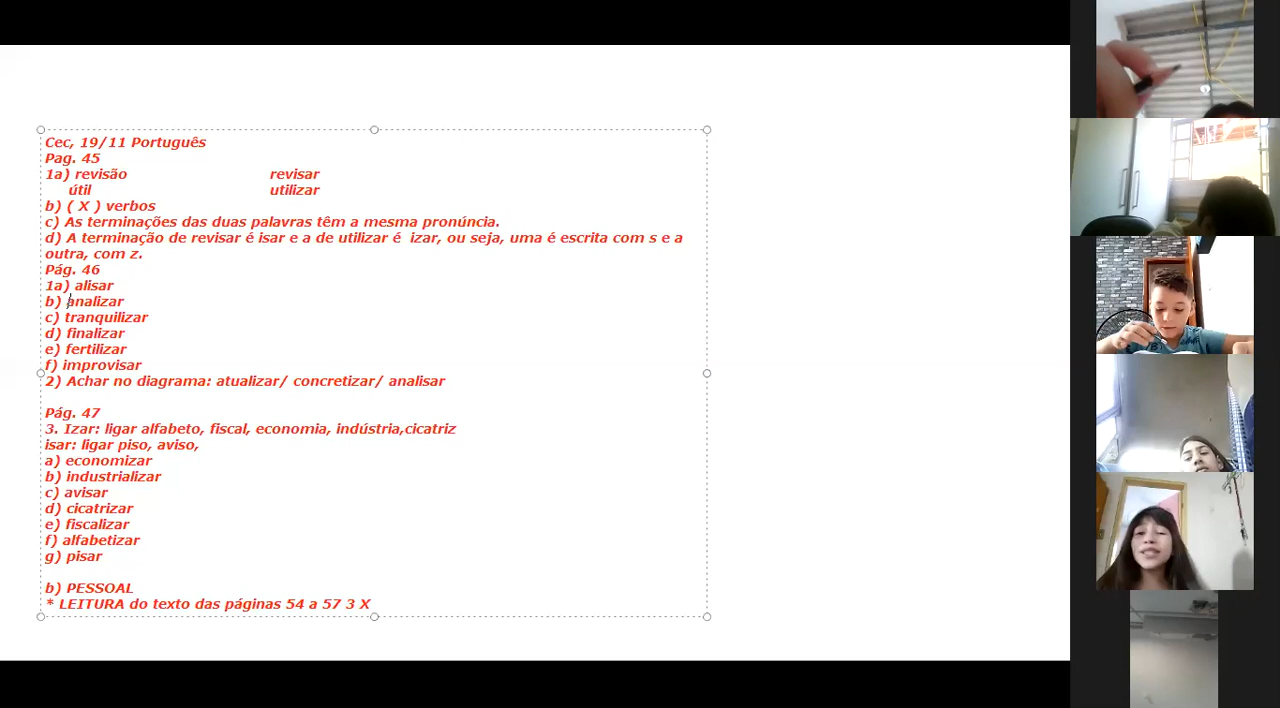 Cec, 19/11 Português
Pag. 45
1a) revisão revisar
útil utilizar
b) ( X ) verbos
c) As terminações das duas palavras têm a mesma pronúncia.
d) A terminação de revisar é isar e a de utilizar é izar, ou seja, uma é escrita com s e a
outra, com z.
Pág. 46
1a) alisar
b) analizar
c) tranquilizar
d) finalizar
e) fertilizar
f) improvisar
2) Achar no diagrama: atualizar/ concretizar/ analisar
Pág. 47
3. Izar: ligar alfabeto, fiscal, economia, indústria,cicatriz
isar: ligar piso, aviso,
a) economizar
b) industrializar
c) avisar
d) cicatrizar
e) fiscalizar
f) alfabetizar
g) pisar
b) PESSOAL
* LEITURA do texto das páginas 54 a 57 3 X